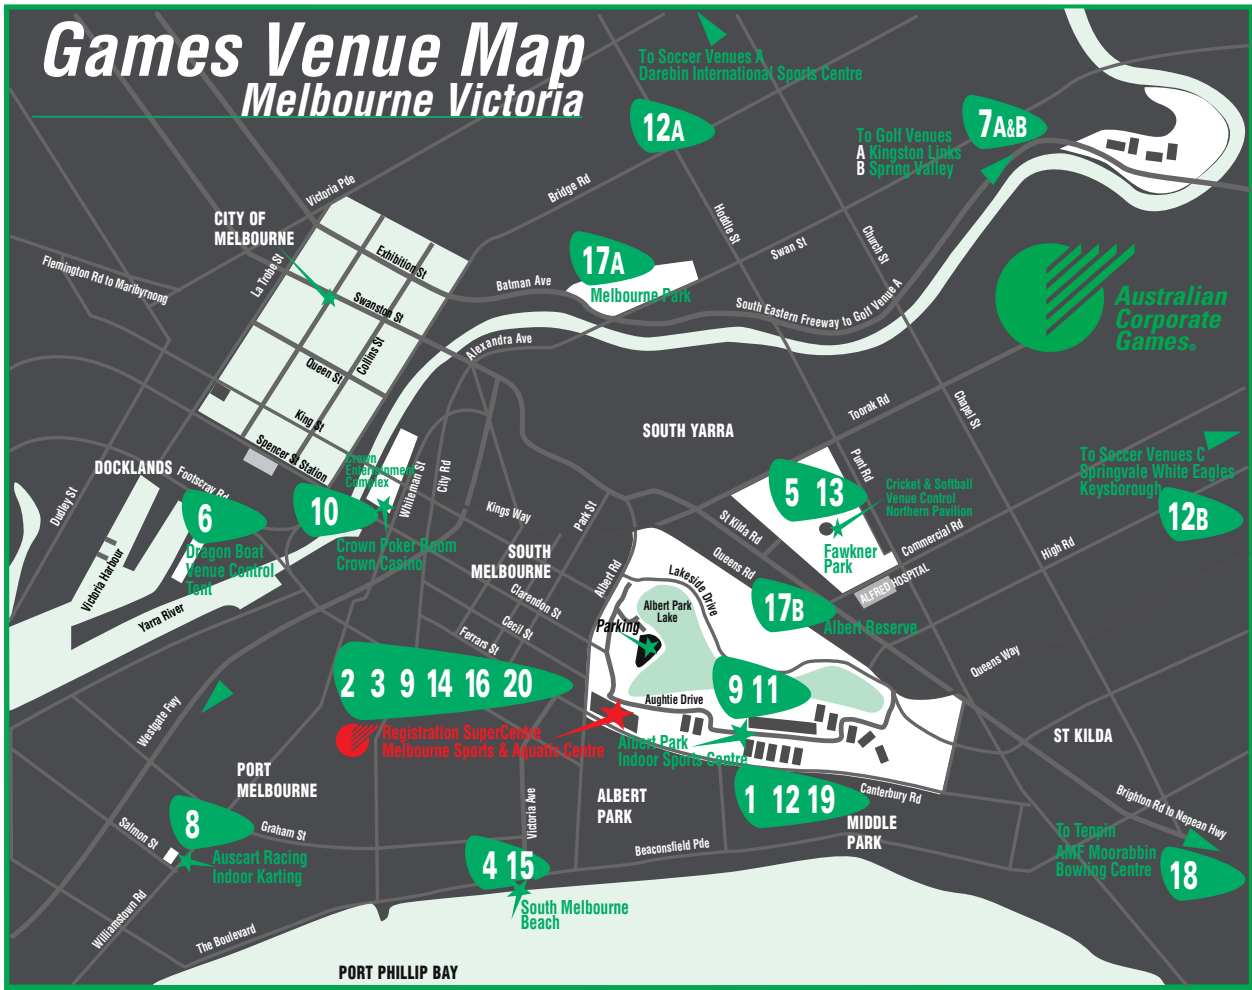 Games Venue Map
Melbourne Victoria
To Soccer Venues A
Darebin International Sports Centre
12A
7A&B
To Golf Venues
A Kingston Links
B Spring Valley
Victoria Pde
Bridge Rd
CITY OF
MELBOURNE
Hoddle St
Church St
Swan St
Exhibition St
La Trobe St
Flemington Rd to Maribyrnong
17A
Melbourne Park
Batman Ave
Swanston St
South Eastern Freeway to Golf Venue A
Australian
Corporate
Games®
Alexandra Ave
Collins St
Queen St
King St
Spencer St Station
Toorak Rd
Chapel St
SOUTH YARRA
DOCKLANDS
Footscray Rd
Dudley St
Crown
Entertainment
Complex
Whiteman St
City Rd
Punt Rd
To Soccer Venues C
Springvale White Eagles
Keysborough
12B
5 13
Cricket & Softball
Venue Control
Northern Pavilion
6
Dragon Boat
Venue Control
Tent
10
Crown Poker Room
Crown Casino
Kings Way
Park St
St Kilda Rd
Fawkner
Park
Commercial Rd
High Rd
Victoria Harbour
Yarra River
SOUTH
MELBOURNE
Queens Rd
Albert Rd
Lakeside Drive
ALFRED HOSPITAL
Clarendon St
Albert Park
Lake
Parking
17B
Albert Reserve
Cecil St
Ferrars St
Queens Way
2 3 9 14 16 20
9 11
Aughtie Drive
Westgate Fwy
Registration SuperCentre
Melbourne Sports & Aquatic Centre
Albert Park
Indoor Sports Centre
ST KILDA
PORT
MELBOURNE
ALBERT
PARK
1 12 19
Canterbury Rd
MIDDLE
PARK
Brighton Rd to Nepean Hwy
8
Salmon St
Graham St
Victoria Ave
Beaconsfield Pde
Auscart Racing
Indoor Karting
4 15
To Tenpin
AMF Moorabbin
Bowling Centre
18
Williamstown Rd
South Melbourne
Beach
The Boulevard
PORT PHILLIP BAY